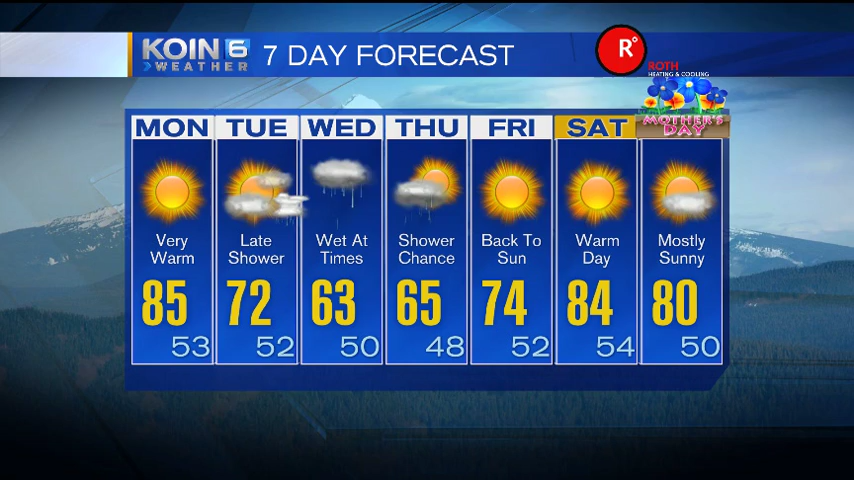 KOIN 6
WEATHER
7 DAY FORECAST
R°
ROTH
HEATING & COOLING
MON
TUE
WED
THU
FRI
SAT
MOTHER'S
DAY
Very
Warm
85
53
Late
Shower
72
52
Wet At
Times
63
50
Shower
Chance
65
48
Back To
Sun
74
52
Warm
Day
84
54
Mostly
Sunny
80
50